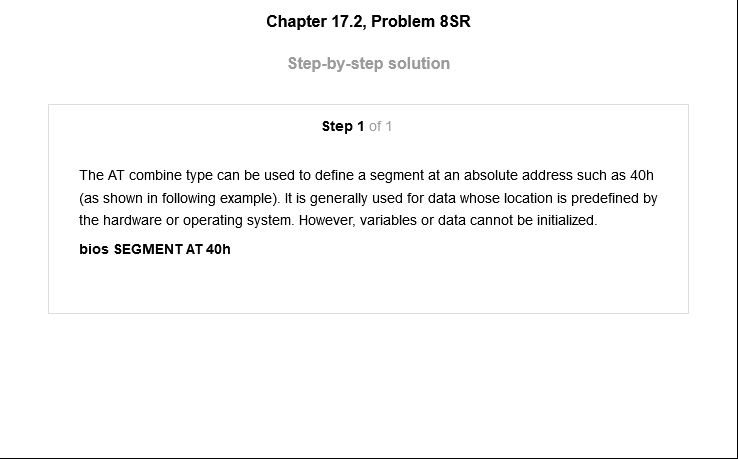 Chapter 17.2, Problem 8SR
Step-by-step solution
Step 1 of 1
The AT combine type can be used to define a segment at an absolute address such as 40h
(as shown in following example). It is generally used for data whose location is predefined by
the hardware or operating system. However, variables or data cannot be initialized.
bios SEGMENT AT 40h